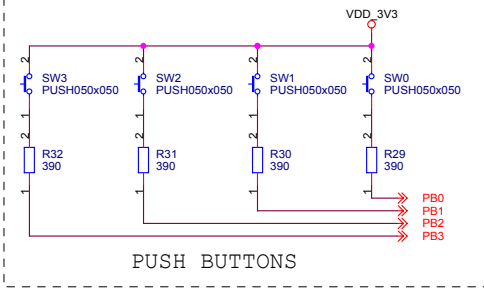 VDD_3V3
2 2 2 2
SW3 SW2 SW1 SW0
PUSH050x050 PUSH050x050 PUSH050x050 PUSH050x050
1 1 1 1
2 2 2 2
R32 R31 R30 R29
390 390 390 390
1 1 1 1
PB0
PB1
PB2
PB3
PUSH BUTTONS